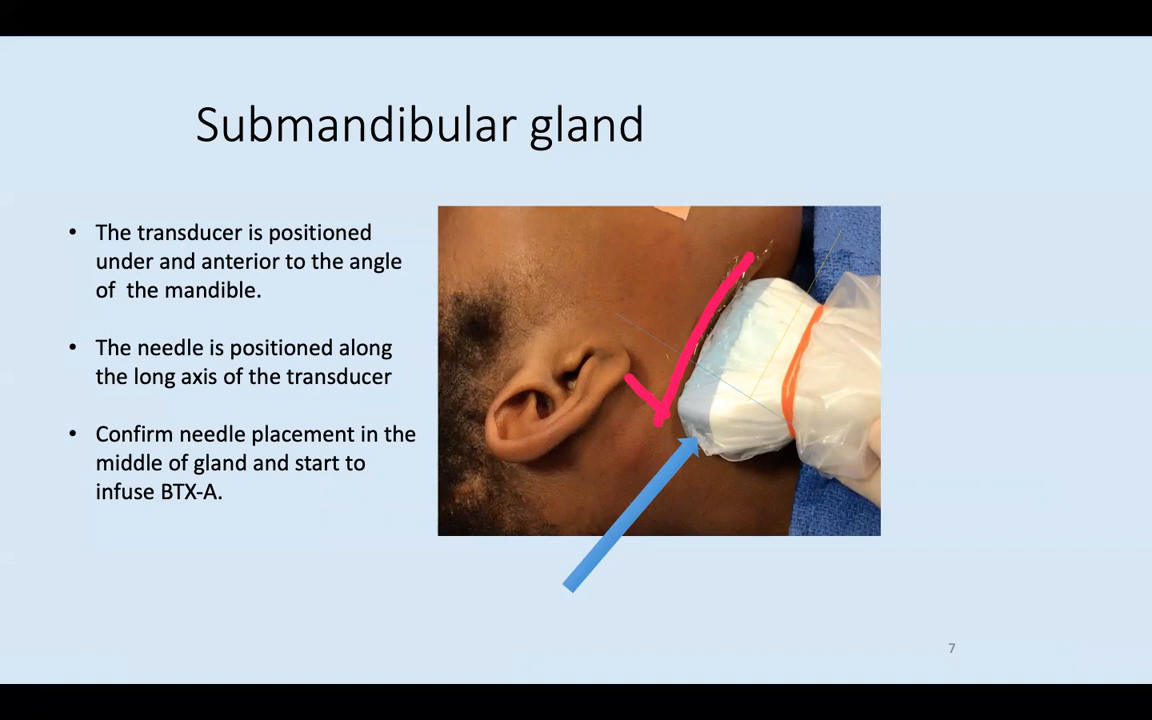 Submandibular gland
• The transducer is positioned
under and anterior to the angle
of  the mandible.
• The needle is positioned along
the long axis of the transducer
• Confirm needle placement in the
middle of gland and start to
infuse BTX-A.
7